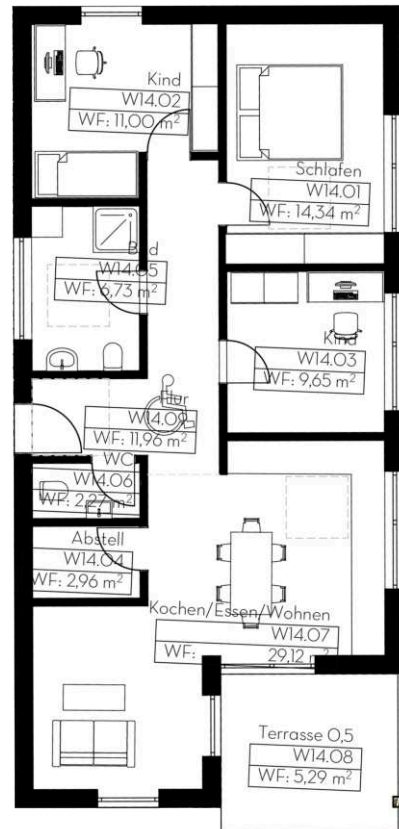 Kind
W14.02
WF: 11,00 m²
Schlafen
W14.01
WF: 14,34 m²
Bad
W14.05
WF: 6,73 m²
Kind
W14.03
WF: 9,65 m²
Flur
W14.09
WF: 11,96 m²
WC
W14.06
WF: 2,27 m²
Abstell
W14.04
WF: 2,96 m²
Kochen/Essen/Wohnen
W14.07
WF: 29,12 m²
Terrasse 0,5
W14.08
WF: 5,29 m²